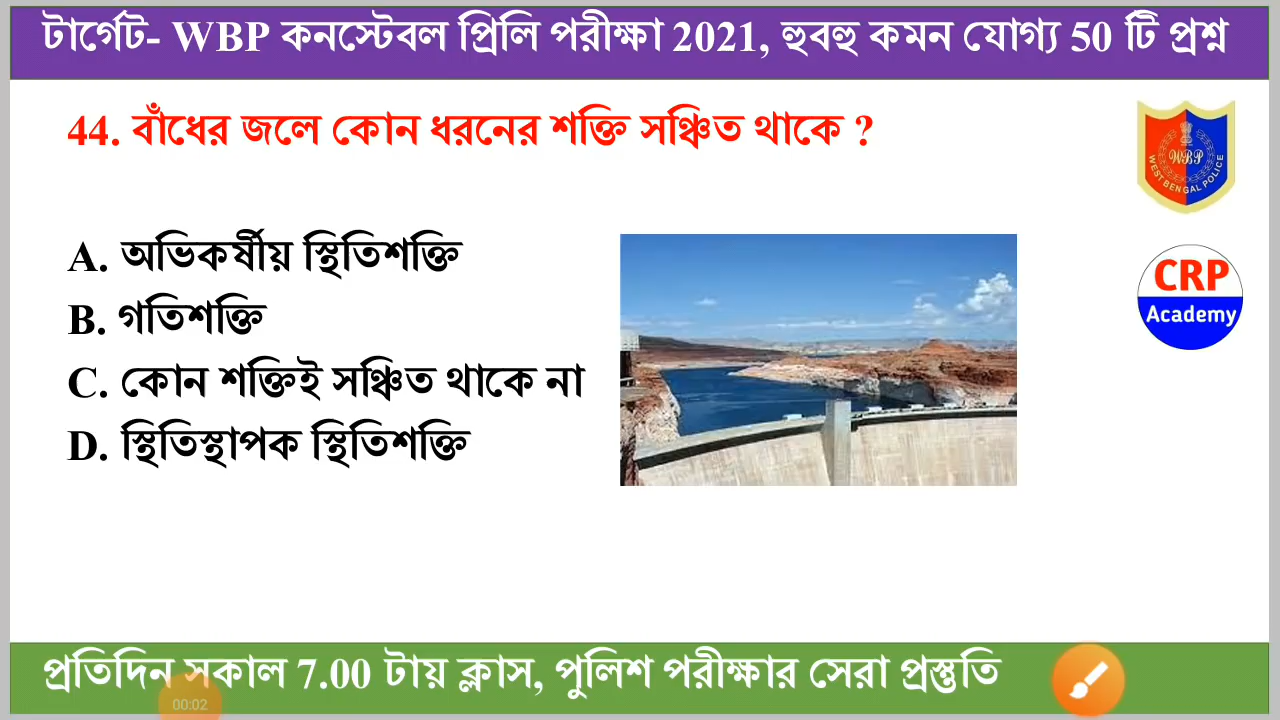 টার্গেট- WBP কনস্টেবল প্রিলি পরীক্ষা 2021, হুবহু কমন যোগ্য 50 টি প্রশ্ন
44. বাঁধের জলে কোন ধরনের শক্তি সঞ্চিত থাকে ?
WBP
WEST BENGAL POLICE
A. অভিকর্ষীয় স্থিতিশক্তি
B. গতিশক্তি
C. কোন শক্তিই সঞ্চিত থাকে না
D. স্থিতিস্থাপক স্থিতিশক্তি
CRP
Academy
প্রতিদিন সকাল 7.00 টায় ক্লাস, পুলিশ পরীক্ষার সেরা প্রস্তুতি
00:02